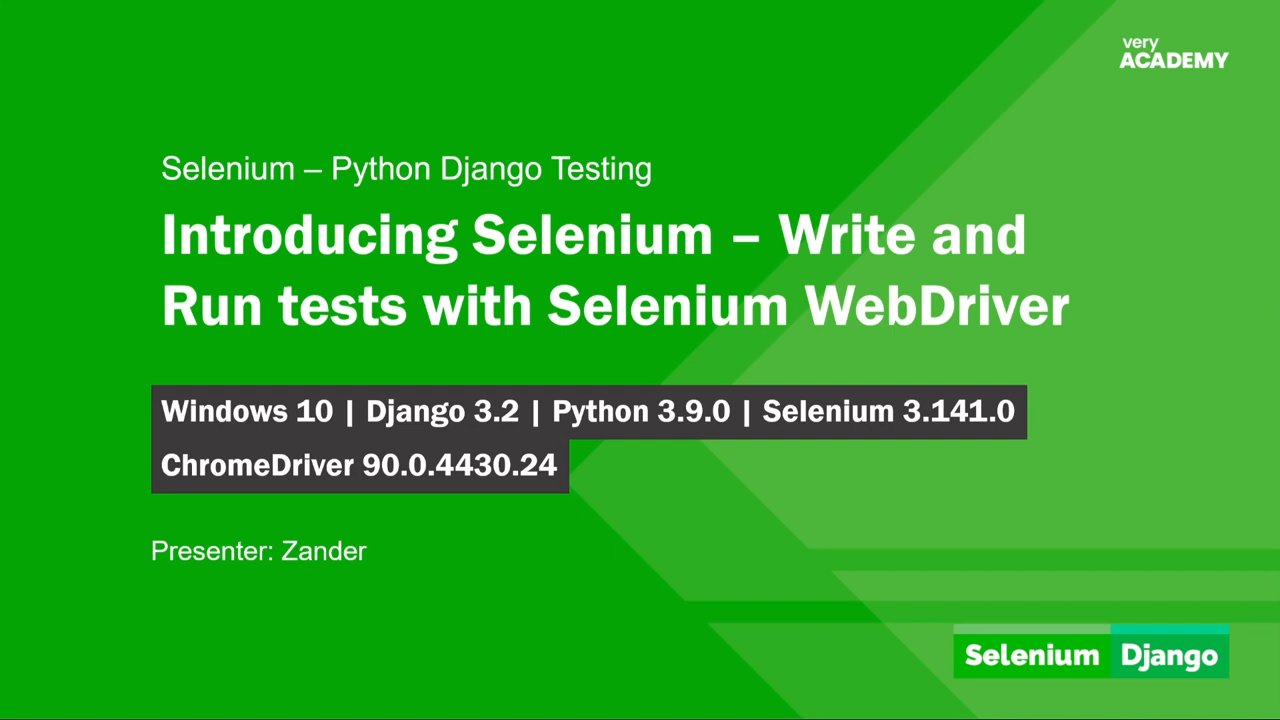 very
ACADEMY
Selenium – Python Django Testing
Introducing Selenium – Write and
Run tests with Selenium WebDriver
Windows 10 | Django 3.2 | Python 3.9.0 | Selenium 3.141.0
ChromeDriver 90.0.4430.24
Presenter: Zander
Selenium Django